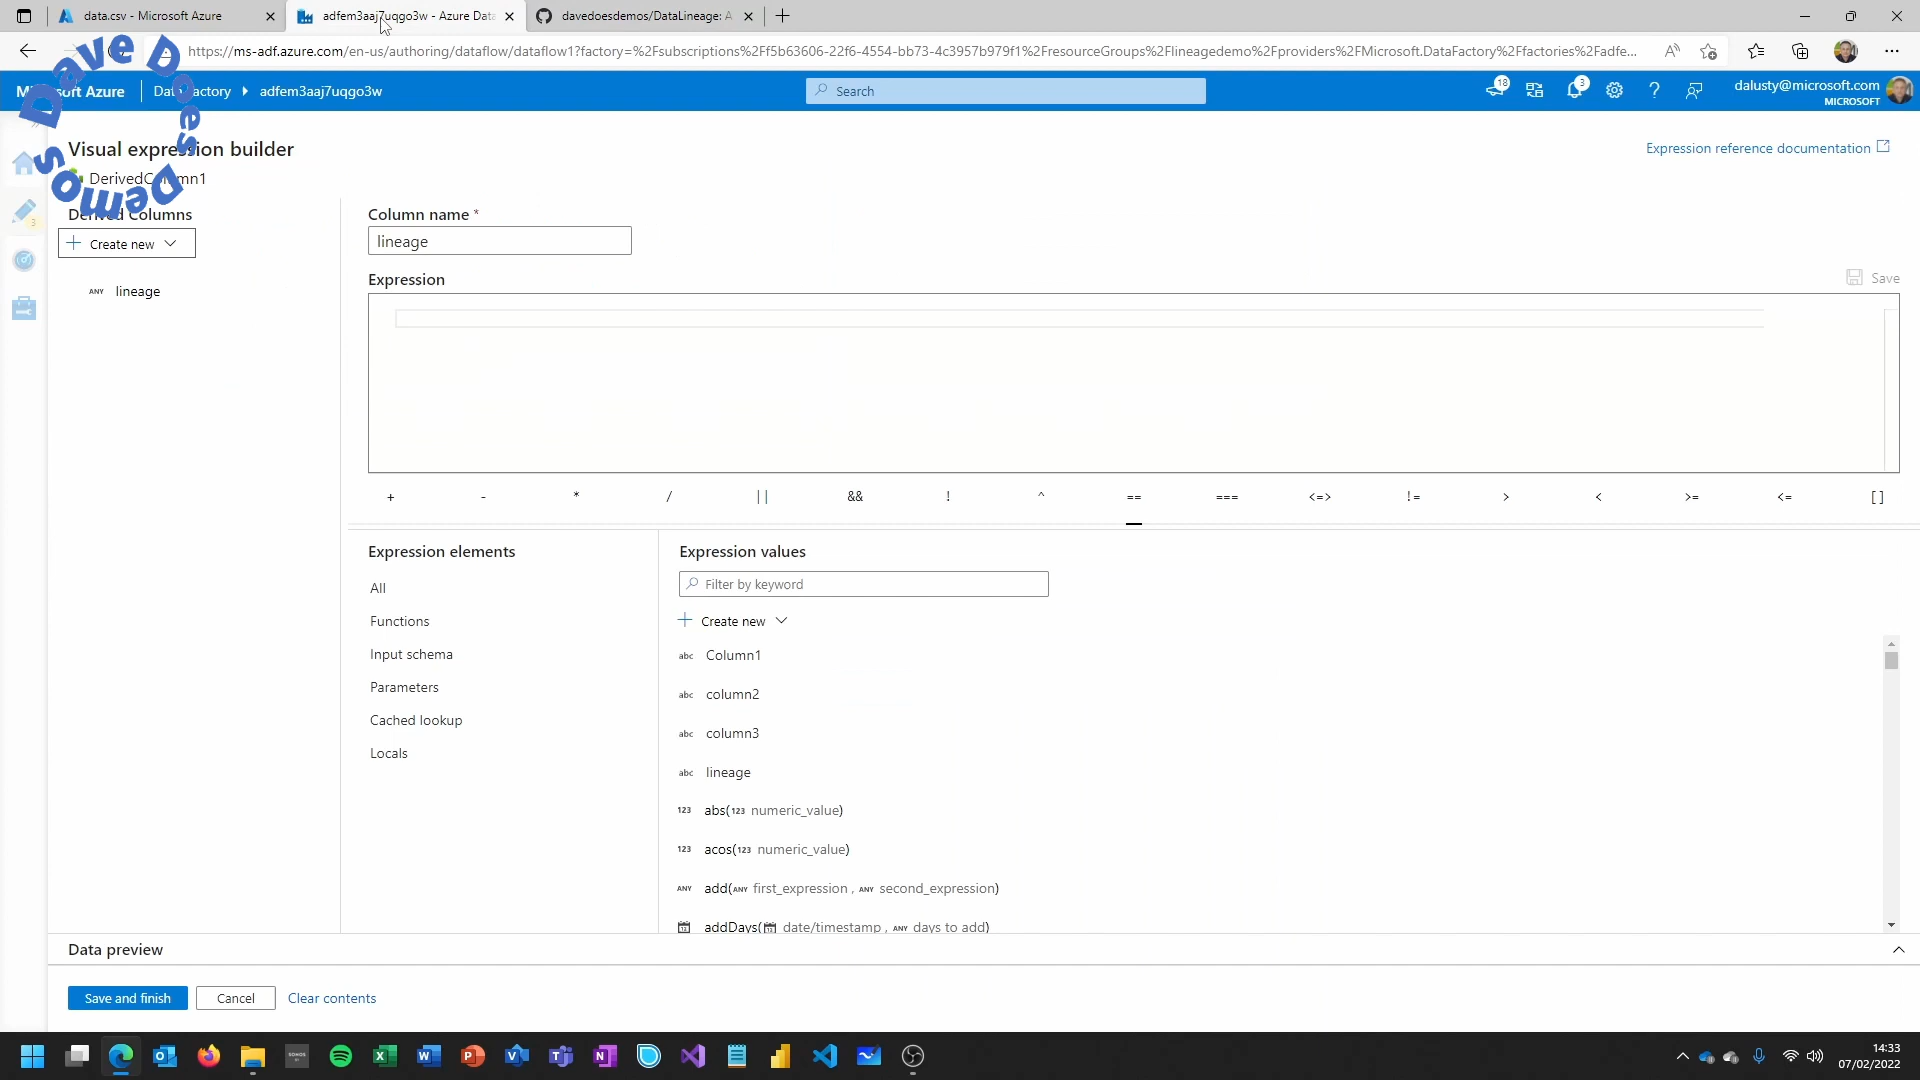 data.csv - Microsoft Azure
adfem3aaj7uqgo3w - Azure Data
davedoesdemos/DataLineage: A
https://ms-adf.azure.com/en-us/authoring/dataflow/dataflow1?factory=%2Fsubscriptions%2Ff5b63606-22f6-4554-bb73-4c3957b979f1%2FresourceGroups%2Flineagedemo%2Fproviders%2FMicrosoft.DataFactory%2Ffactories%2Fadfe...
Dave Does Demos
Microsoft Azure
Data Factory
adfem3aaj7uqgo3w
Search
18
3
dalusty@microsoft.com
MICROSOFT
Visual expression builder
Expression reference documentation
DerivedColumn1
Derived Columns
Column name *
3
Create new
lineage
ANY lineage
Expression
Save
+ - * / || && ! ^ == === <=> != > < >= <= []
Expression elements
Expression values
All
Filter by keyword
Functions
Create new
Input schema
abc Column1
Parameters
abc column2
Cached lookup
abc column3
Locals
abc lineage
123 abs(123 numeric_value)
123 acos(123 numeric_value)
ANY add(ANY first_expression , ANY second_expression)
addDays( date/timestamp , ANY days to add)
Data preview
Save and finish
Cancel
Clear contents
SONOS
14:33
07/02/2022